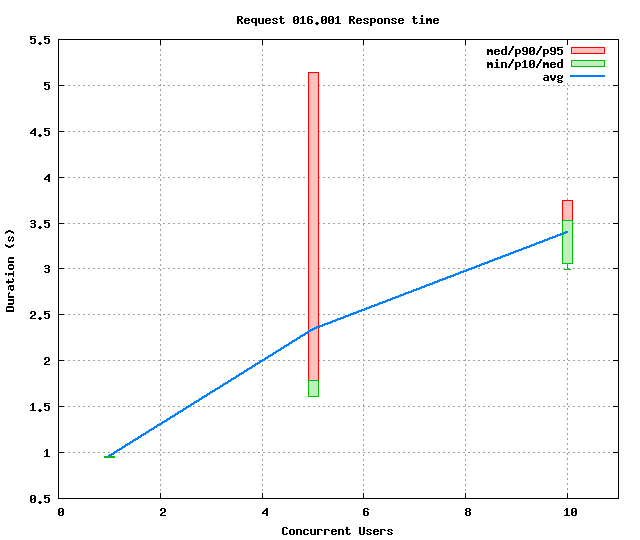 Request 016.001 Response time
med/p90/p95
min/p10/med
avg
5.5
5
4.5
4
3.5
3
2.5
2
1.5
1
0.5
Duration (s)
0 2 4 6 8 10
Concurrent Users